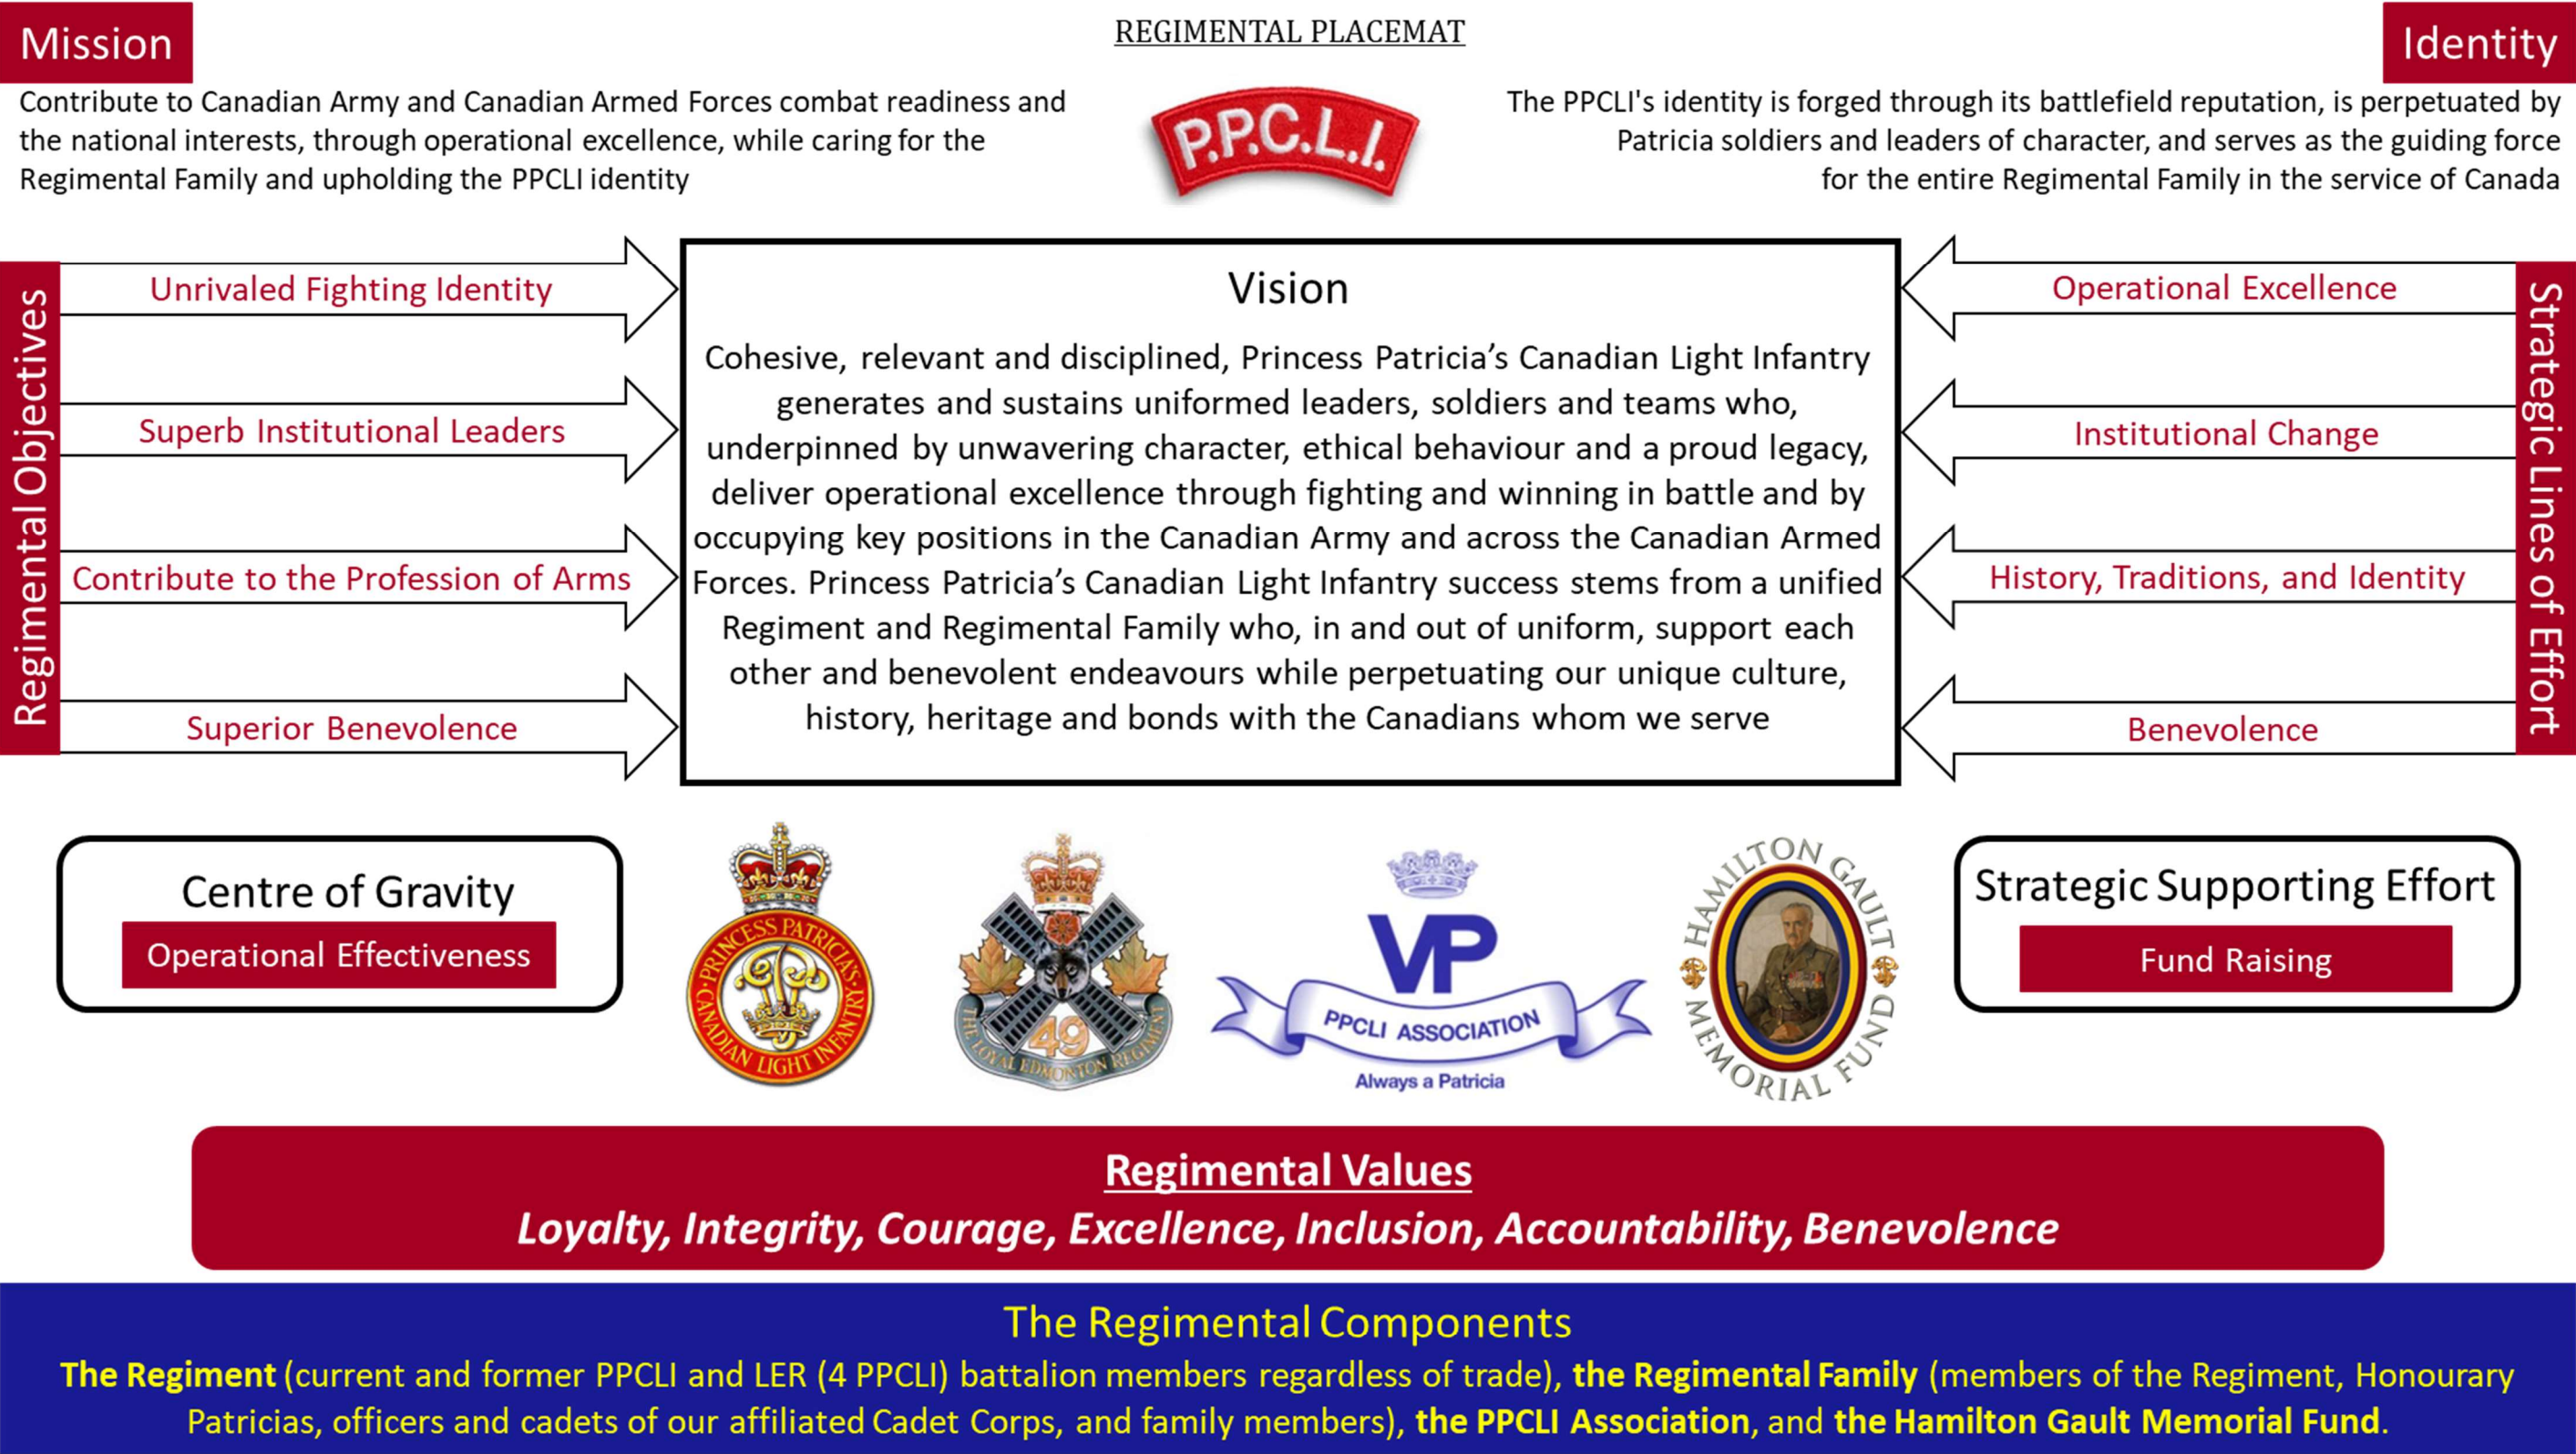 REGIMENTAL PLACEMAT
Mission
Contribute to Canadian Army and Canadian Armed Forces combat readiness and
the national interests, through operational excellence, while caring for the
Regimental Family and upholding the PPCLI identity
P.P.C.L.I.
Identity
The PPCLI's identity is forged through its battlefield reputation, is perpetuated by
Patricia soldiers and leaders of character, and serves as the guiding force
for the entire Regimental Family in the service of Canada
Regimental Objectives
Unrivaled Fighting Identity
Superb Institutional Leaders
Contribute to the Profession of Arms
Superior Benevolence
Vision
Cohesive, relevant and disciplined, Princess Patricia’s Canadian Light Infantry
generates and sustains uniformed leaders, soldiers and teams who,
underpinned by unwavering character, ethical behaviour and a proud legacy,
deliver operational excellence through fighting and winning in battle and by
occupying key positions in the Canadian Army and across the Canadian Armed
Forces. Princess Patricia’s Canadian Light Infantry success stems from a unified
Regiment and Regimental Family who, in and out of uniform, support each
other and benevolent endeavours while perpetuating our unique culture,
history, heritage and bonds with the Canadians whom we serve
Strategic Lines of Effort
Operational Excellence
Institutional Change
History, Traditions, and Identity
Benevolence
Centre of Gravity
Operational Effectiveness
PRINCESS PATRICIA'S
CANADIAN LIGHT INFANTRY
49
THE LOYAL EDMONTON REGIMENT
VP
PPCLI ASSOCIATION
Always a Patricia
HAMILTON GAULT
MEMORIAL FUND
Strategic Supporting Effort
Fund Raising
Regimental Values
Loyalty, Integrity, Courage, Excellence, Inclusion, Accountability, Benevolence
The Regimental Components
The Regiment (current and former PPCLI and LER (4 PPCLI) battalion members regardless of trade), the Regimental Family (members of the Regiment, Honourary
Patricias, officers and cadets of our affiliated Cadet Corps, and family members), the PPCLI Association, and the Hamilton Gault Memorial Fund.